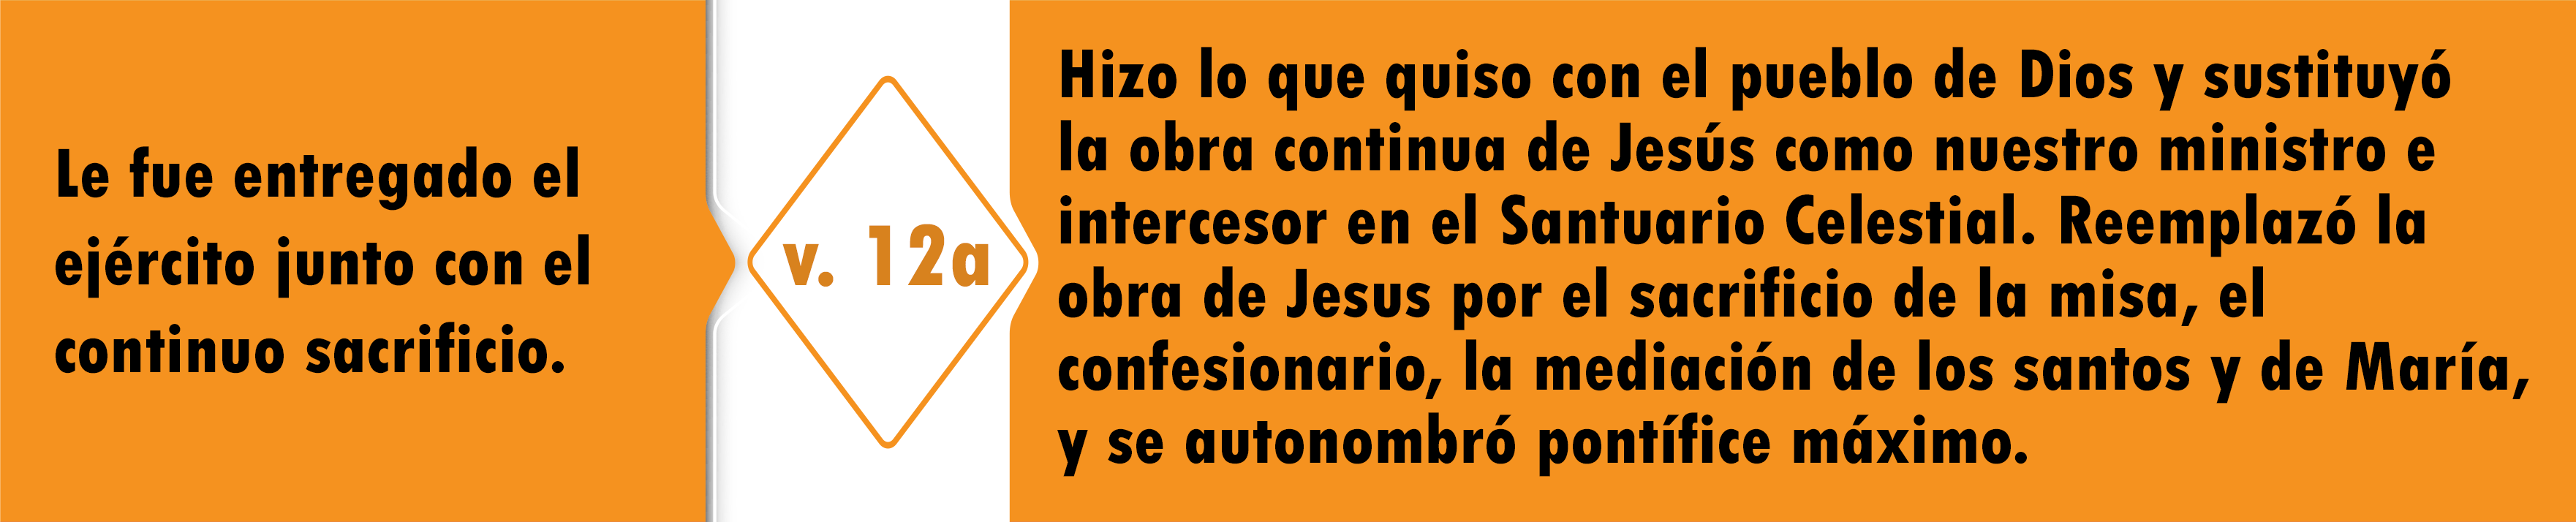 Le fue entregado el
ejército junto con el
continuo sacrificio.
v. 12a
Hizo lo que quiso con el pueblo de Dios y sustituyó
la obra continua de Jesús como nuestro ministro e
intercesor en el Santuario Celestial. Reemplazó la
obra de Jesus por el sacrificio de la misa, el
confesionario, la mediación de los santos y de María,
y se autonombró pontífice máximo.